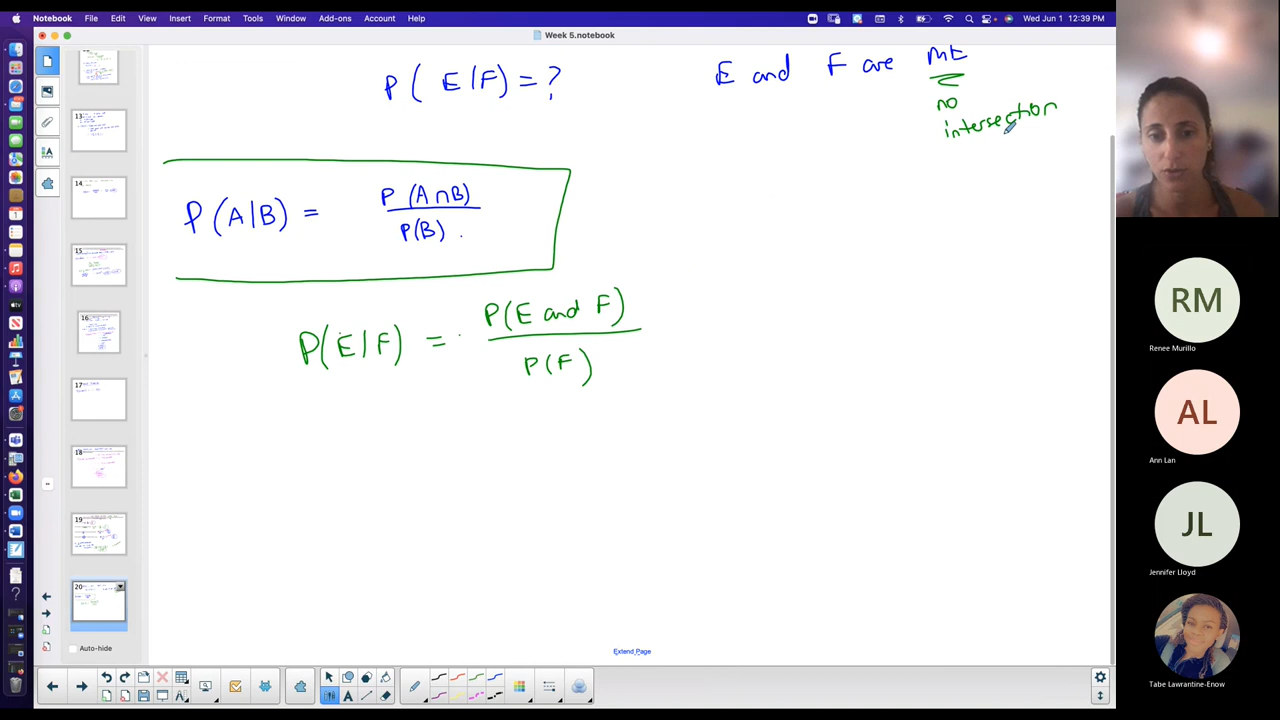 Notebook File Edit View Insert Format Tools Window Add-ons Account Help
Wed Jun 1 12:39 PM
Week 5.notebook
P ( E | F) = ?
E and F are ME
no
intersection
P (A | B) = P (A ∩ B)
P(B) .
P(E | F) = P(E and F)
P(F)
13
14
15
16
17
18
19
20
Auto-hide
Extend Page
RM
Renee Murillo
AL
Ann Lan
JL
Jennifer Lloyd
Tabe Lawrantine-Enow